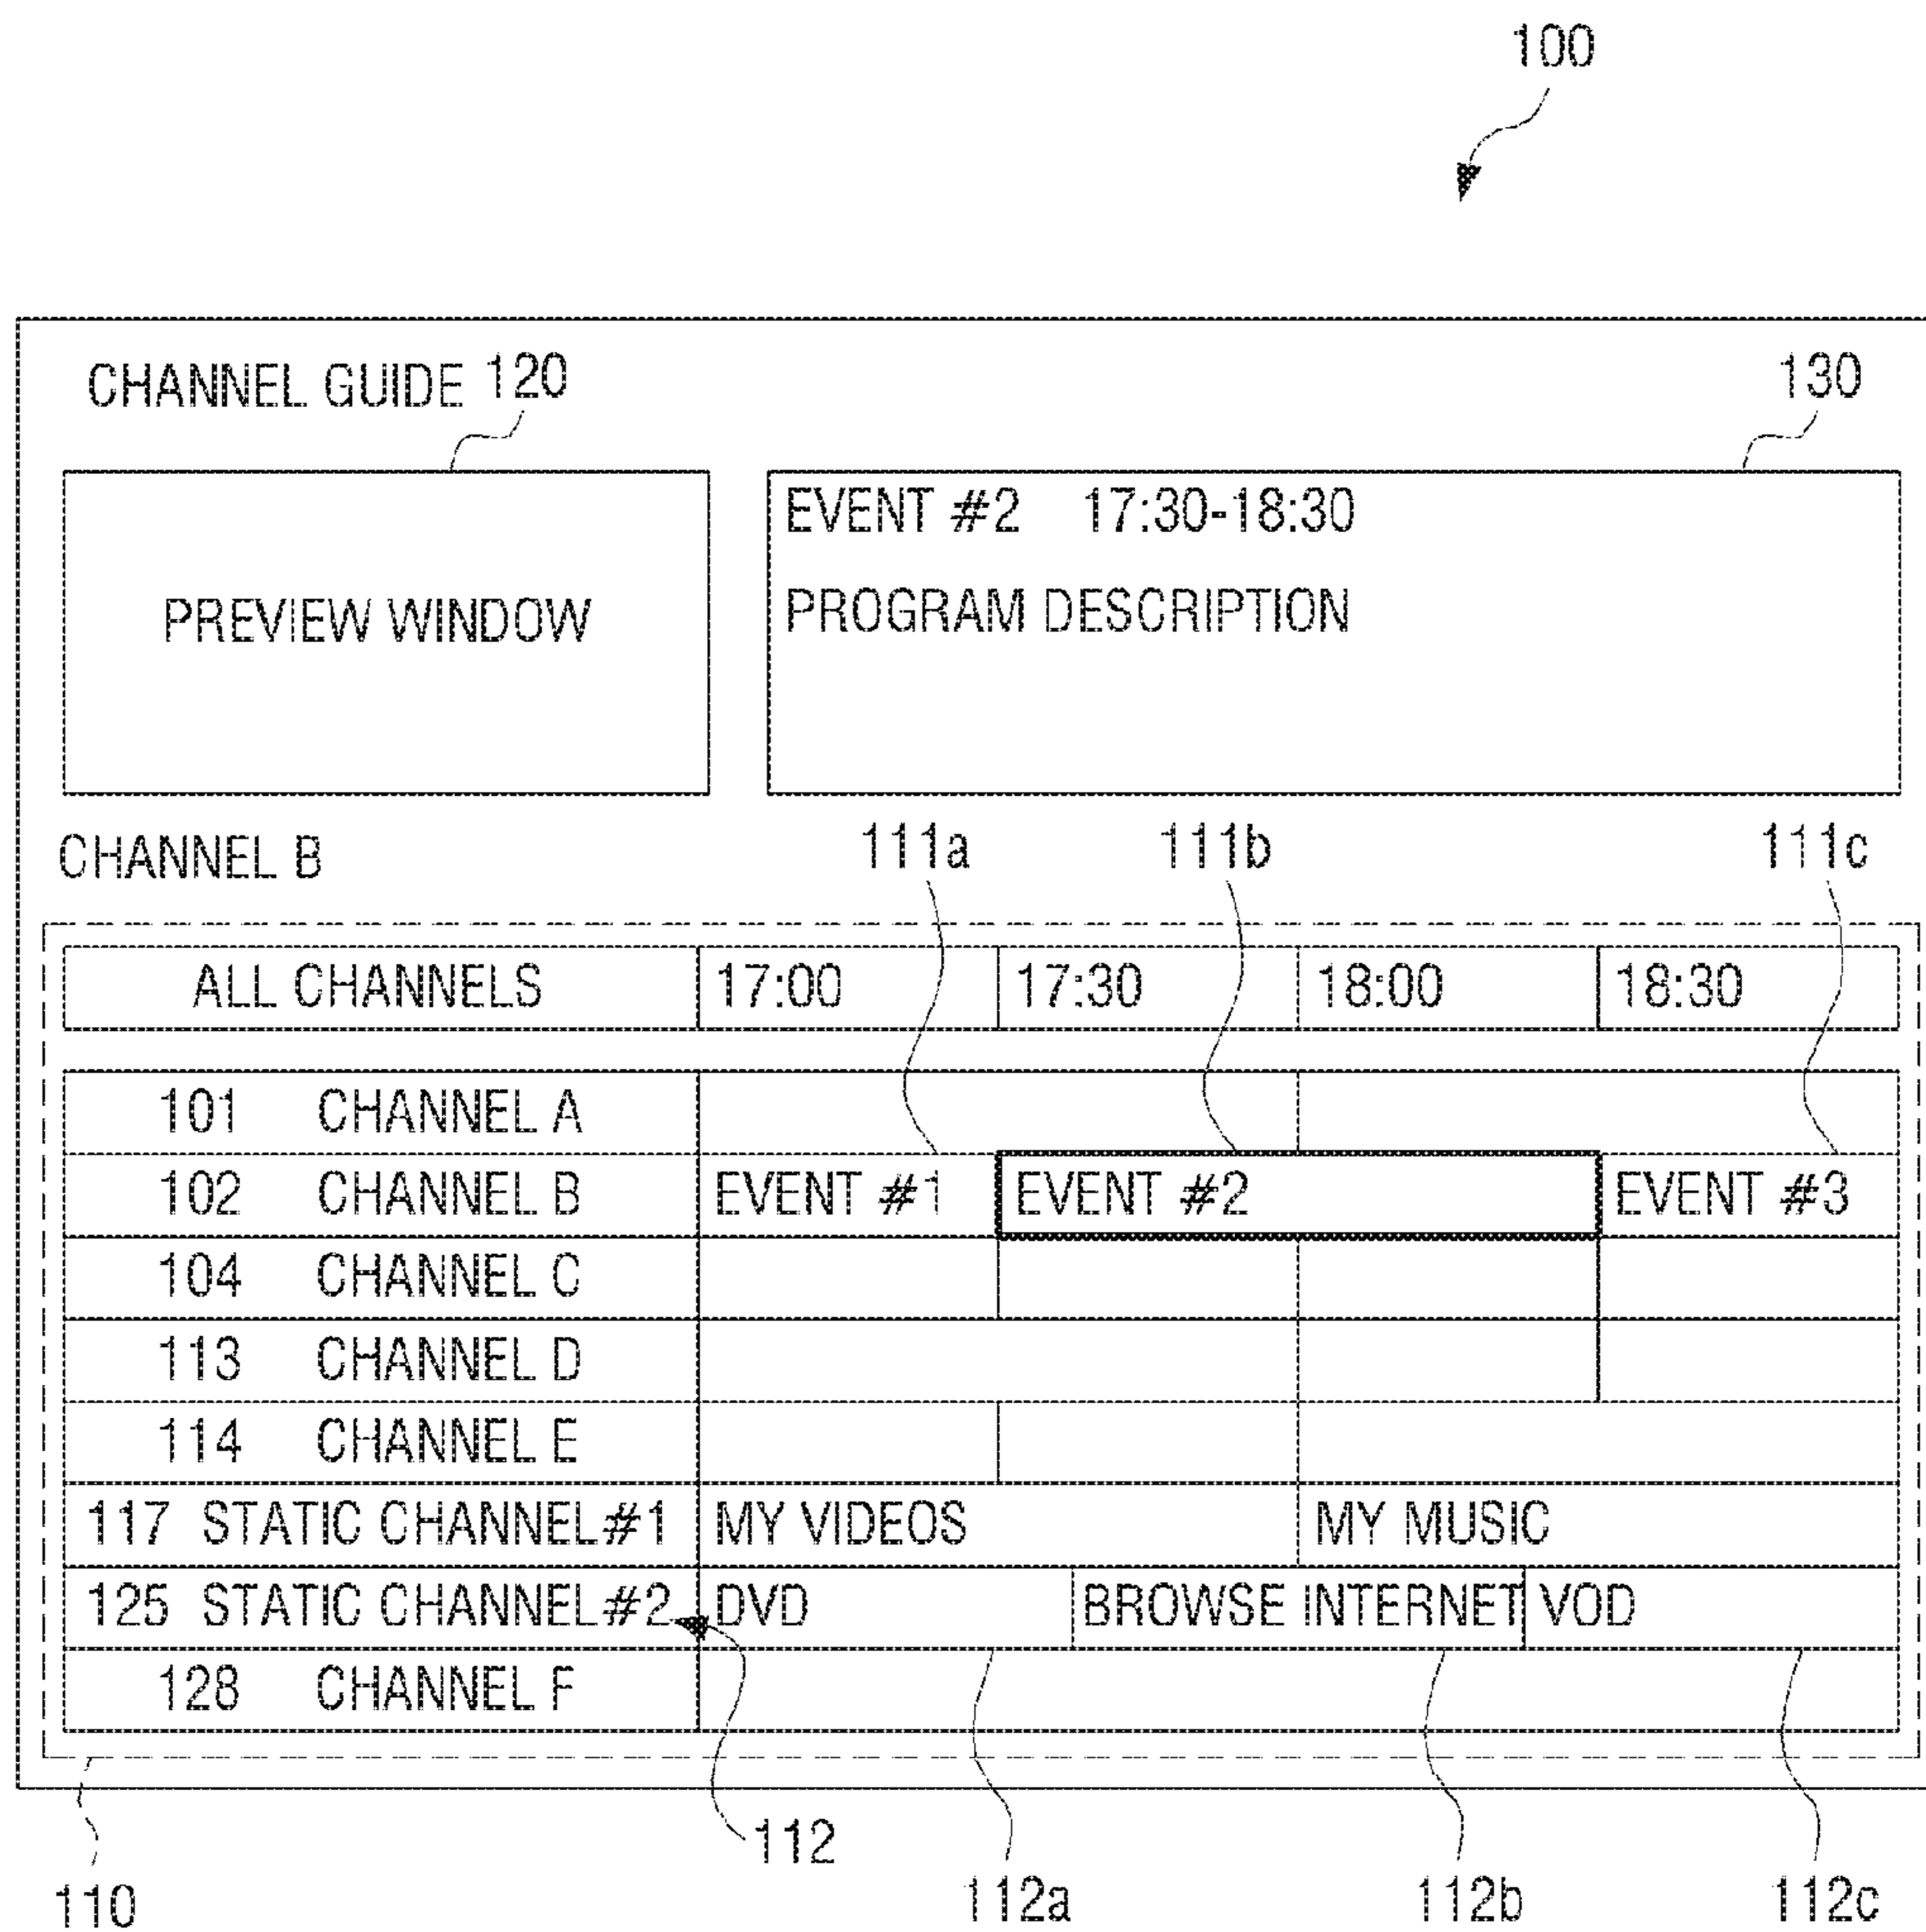 100
CHANNEL GUIDE 120
130
PREVIEW WINDOW
EVENT #2 17:30-18:30
PROGRAM DESCRIPTION
CHANNEL B
111a 111b 111c
ALL CHANNELS 17:00 17:30 18:00 18:30
101 CHANNEL A
102 CHANNEL B EVENT #1 EVENT #2 EVENT #3
104 CHANNEL C
113 CHANNEL D
114 CHANNEL E
117 STATIC CHANNEL#1 MY VIDEOS MY MUSIC
125 STATIC CHANNEL#2 DVD BROWSE INTERNET VOD
128 CHANNEL F
112
110 112a 112b 112c